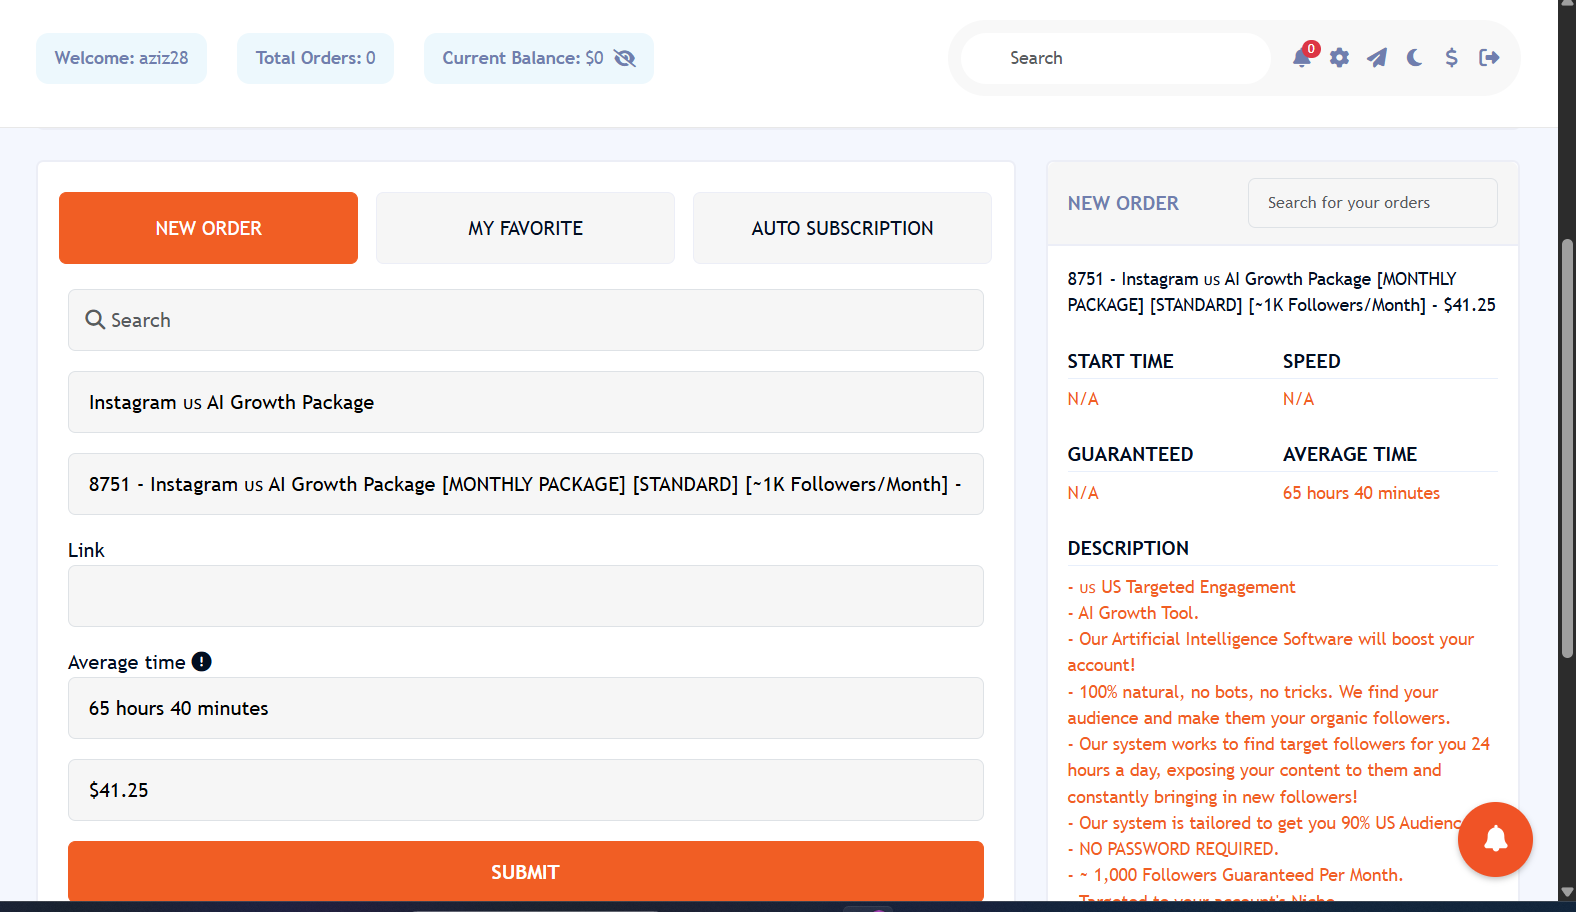 Welcome: aziz28
Total Orders: 0
Current Balance: $0
Search
0
NEW ORDER
MY FAVORITE
AUTO SUBSCRIPTION
Search
Instagram us AI Growth Package
8751 - Instagram us AI Growth Package [MONTHLY PACKAGE] [STANDARD] [~1K Followers/Month] -
Link
Average time
65 hours 40 minutes
$41.25
SUBMIT
NEW ORDER
Search for your orders
8751 - Instagram us AI Growth Package [MONTHLY
PACKAGE] [STANDARD] [~1K Followers/Month] - $41.25
START TIME
SPEED
N/A
N/A
GUARANTEED
AVERAGE TIME
N/A
65 hours 40 minutes
DESCRIPTION
- us US Targeted Engagement
- AI Growth Tool.
- Our Artificial Intelligence Software will boost your
account!
- 100% natural, no bots, no tricks. We find your
audience and make them your organic followers.
- Our system works to find target followers for you 24
hours a day, exposing your content to them and
constantly bringing in new followers!
- Our system is tailored to get you 90% US Audienc
- NO PASSWORD REQUIRED.
- ~ 1,000 Followers Guaranteed Per Month.
- Targeted to your account's Niche